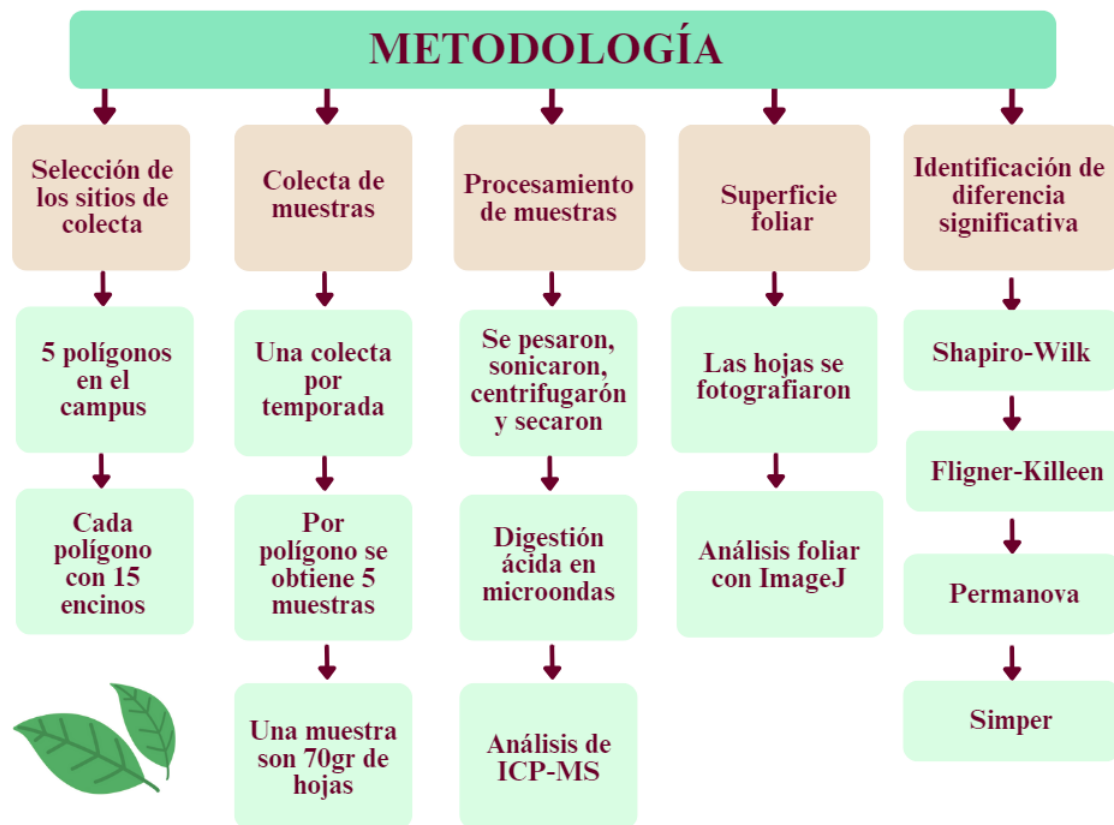 METODOLOGÍA
Selección de
los sitios de
colecta
5 polígonos
en el
campus
Cada
polígono
con 15
encinos
Colecta de
muestras
Una colecta
por
temporada
Por
polígono se
obtiene 5
muestras
Una muestra
son 70gr de
hojas
Procesamiento
de muestras
Se pesaron,
sonicaron,
centrifugarón
y secaron
Digestión
ácida en
microondas
Análisis de
ICP-MS
Superficie
foliar
Las hojas se
fotografiaron
Análisis foliar
con ImageJ
Identificación de
diferencia
significativa
Shapiro-Wilk
Fligner-Killeen
Permanova
Simper